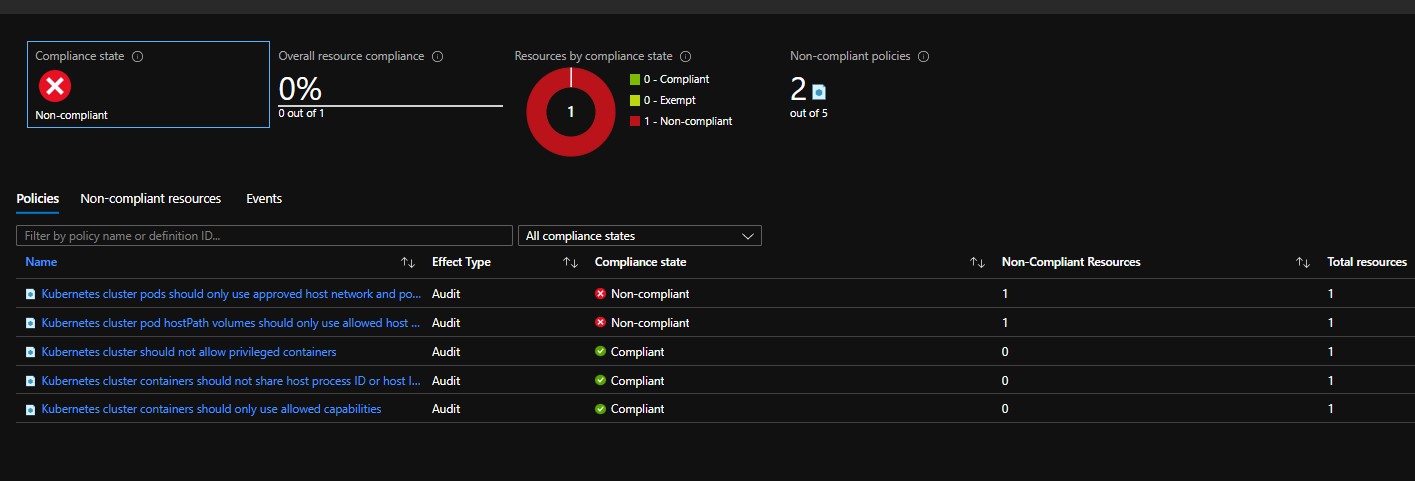 Compliance state
Non-compliant
Overall resource compliance
0%
0 out of 1
Resources by compliance state
1
0 - Compliant
0 - Exempt
1 - Non-compliant
Non-compliant policies
2
out of 5
Policies Non-compliant resources Events
Filter by policy name or definition ID... All compliance states
Name Effect Type Compliance state Non-Compliant Resources Total resources
Kubernetes cluster pods should only use approved host network and po... Audit Non-compliant 1 1
Kubernetes cluster pod hostPath volumes should only use allowed host ... Audit Non-compliant 1 1
Kubernetes cluster should not allow privileged containers Audit Compliant 0 1
Kubernetes cluster containers should not share host process ID or host I... Audit Compliant 0 1
Kubernetes cluster containers should only use allowed capabilities Audit Compliant 0 1